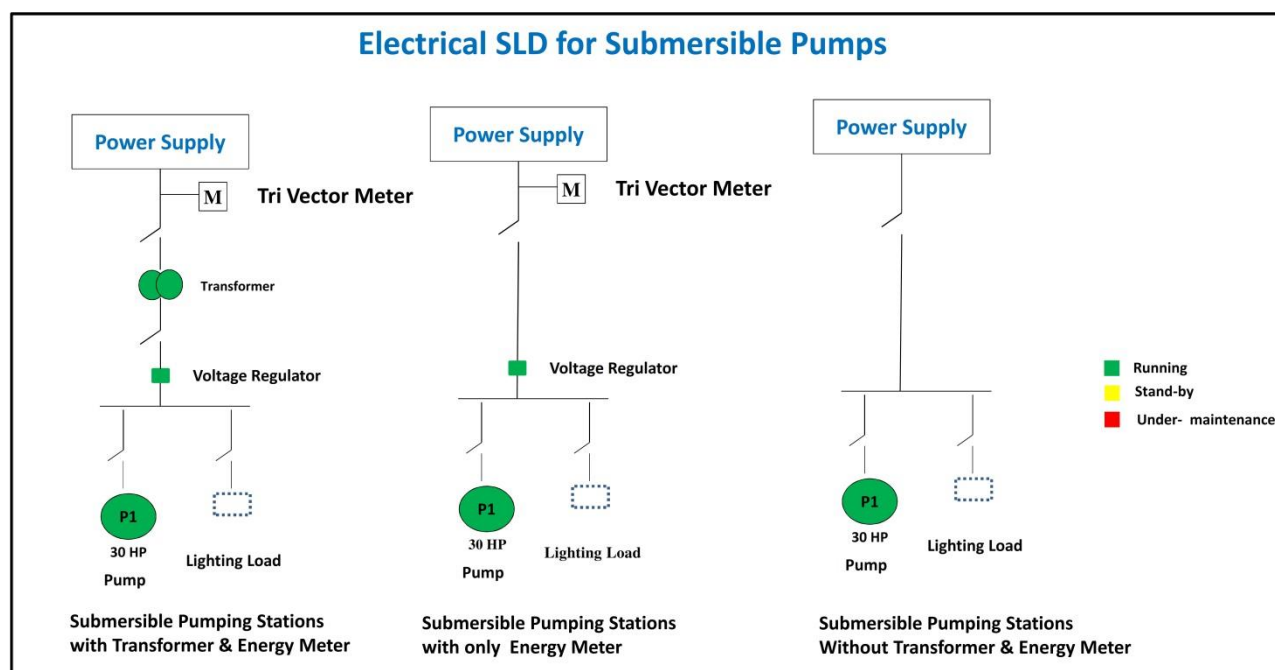 Electrical SLD for Submersible Pumps
Power Supply
M
Tri Vector Meter
Transformer
Voltage Regulator
P1
30 HP
Pump
Lighting Load
Submersible Pumping Stations
with Transformer & Energy Meter
Power Supply
M
Tri Vector Meter
Voltage Regulator
P1
30 HP
Pump
Lighting Load
Submersible Pumping Stations
with only Energy Meter
Power Supply
P1
30 HP
Pump
Lighting Load
Submersible Pumping Stations
Without Transformer & Energy Meter
Running
Stand-by
Under- maintenance